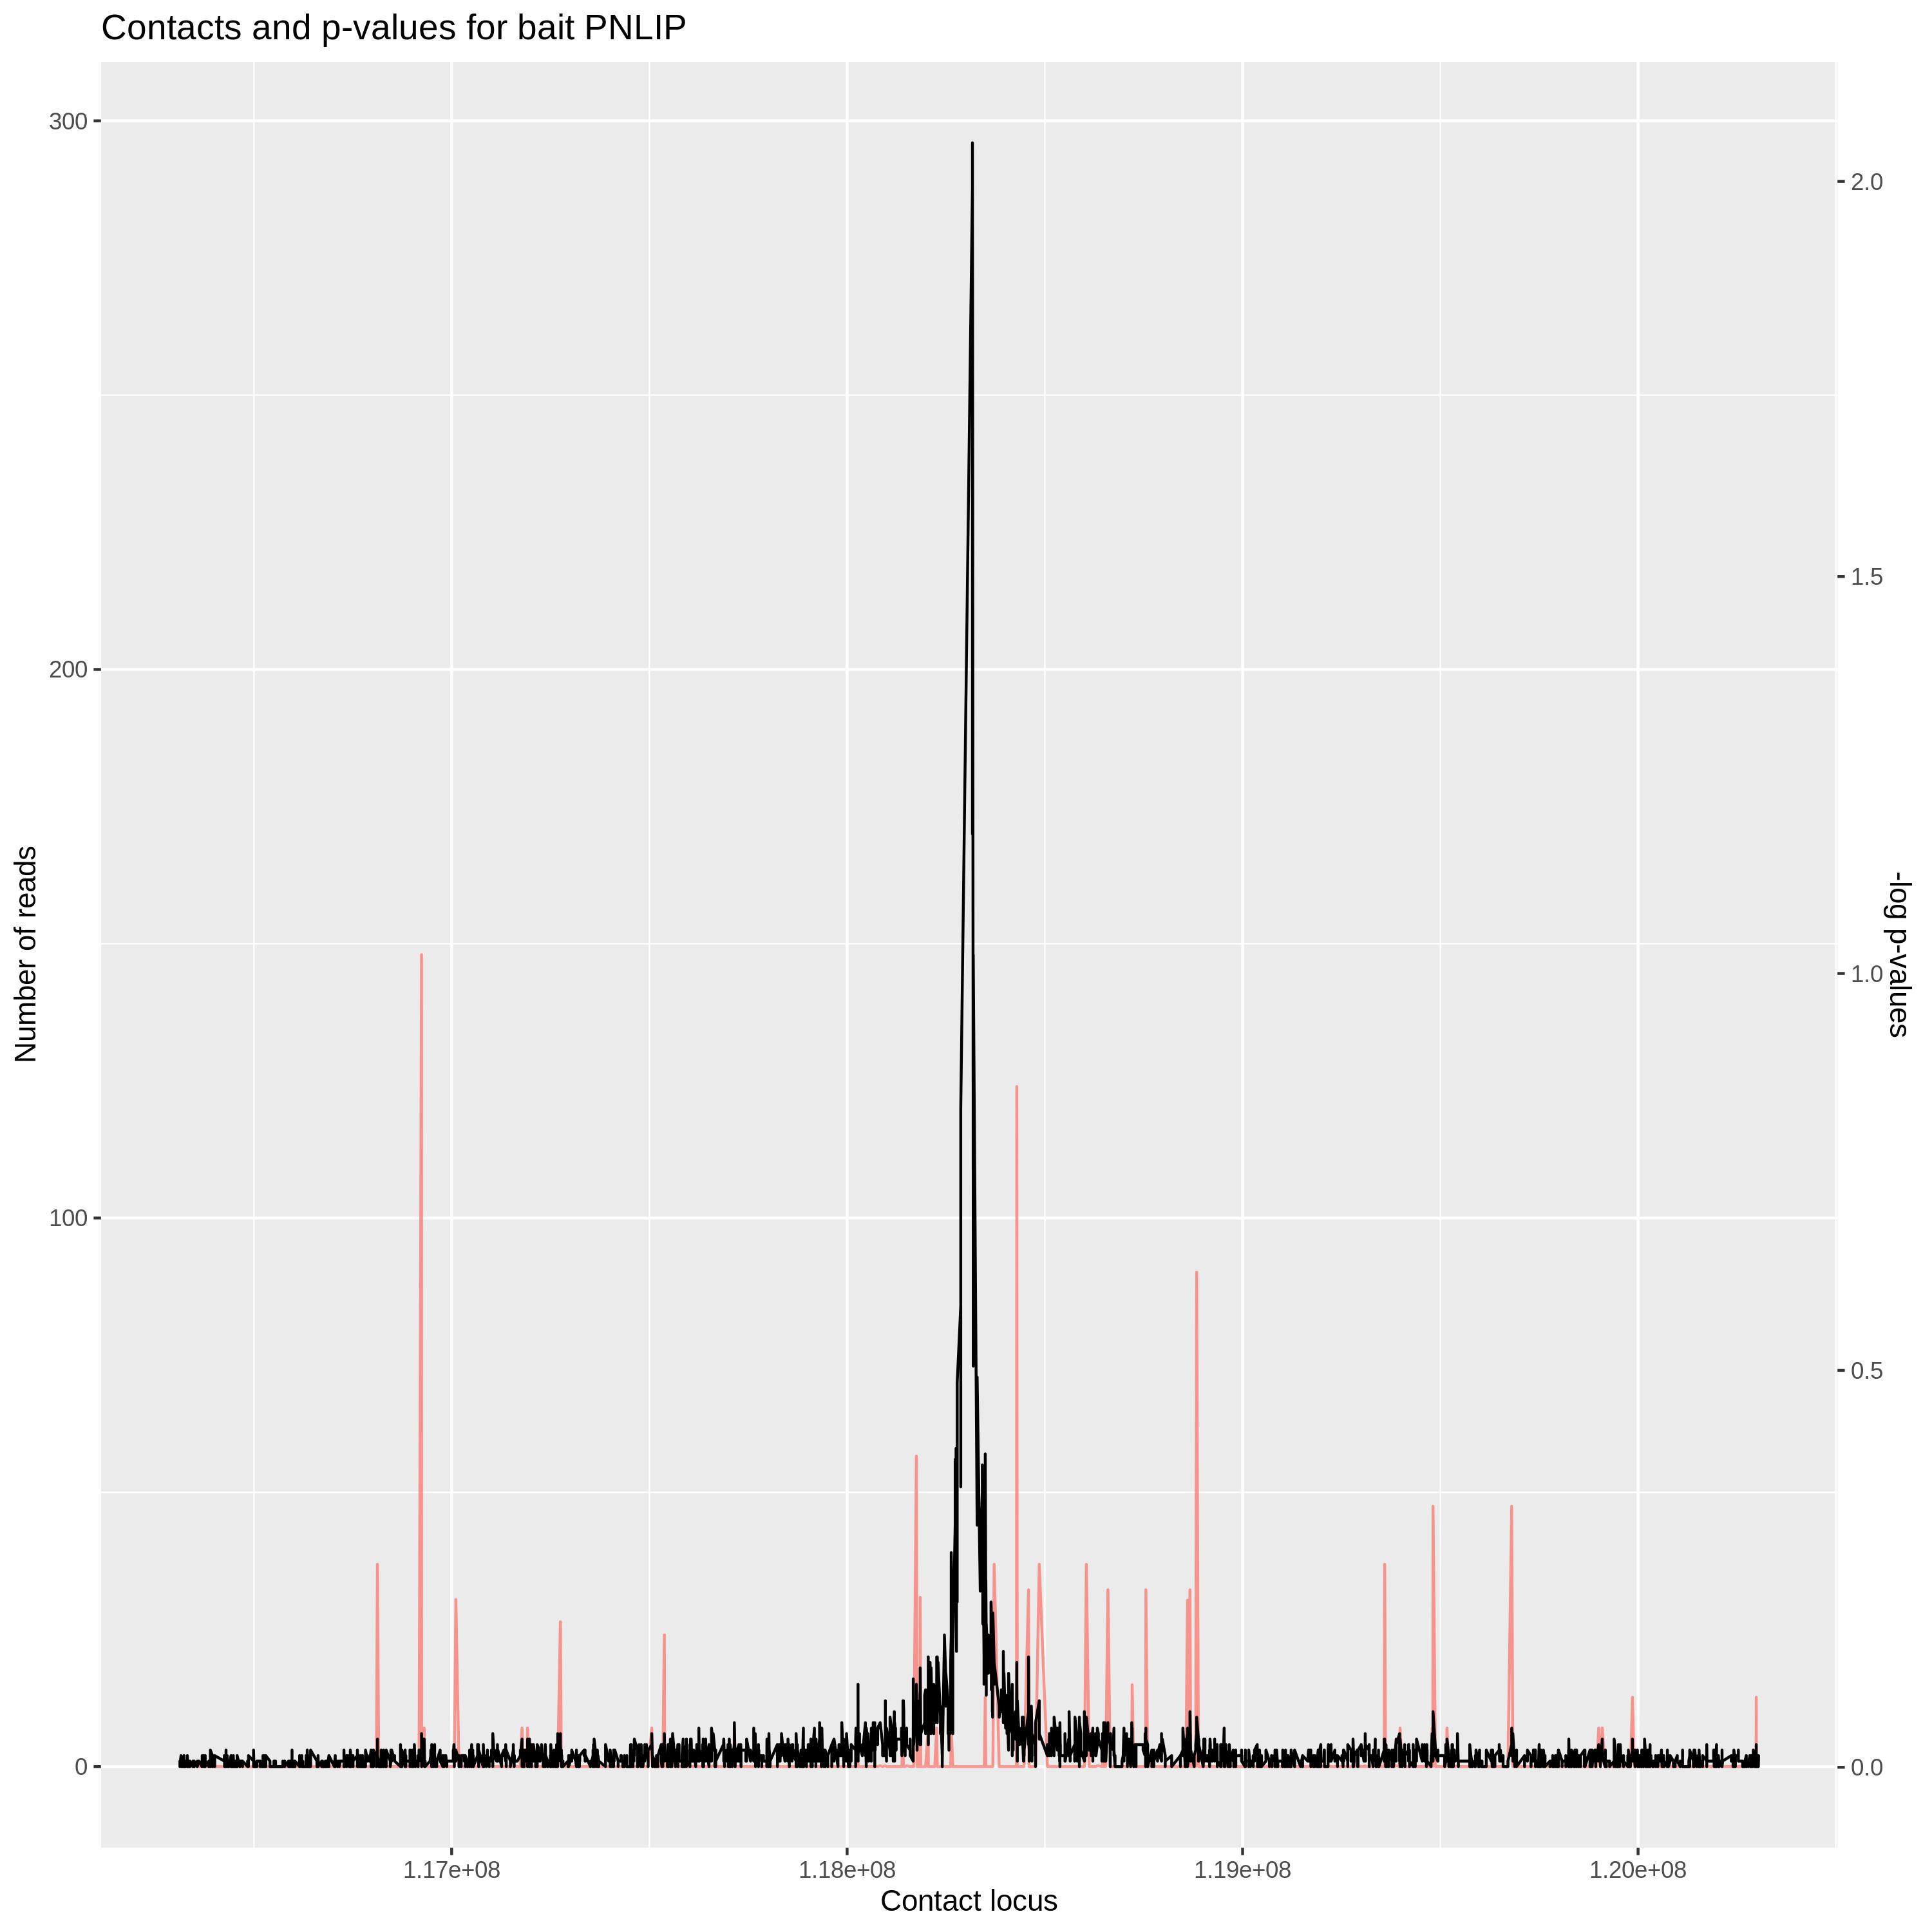 Contacts and p-values for bait PNLIP
300
200
100
0
Number of reads
2.0
1.5
1.0
0.5
0.0
-log p-values
1.17e+08 1.18e+08 1.19e+08 1.20e+08
Contact locus